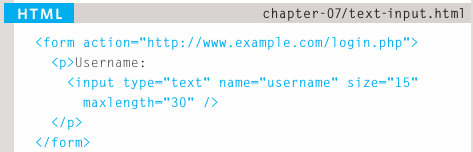 HTML chapter-07/text-input.html
<form action="http://www.example.com/login.php">
<p>Username:
<input type="text" name="username" size="15"
maxlength="30" />
</p>
</form>